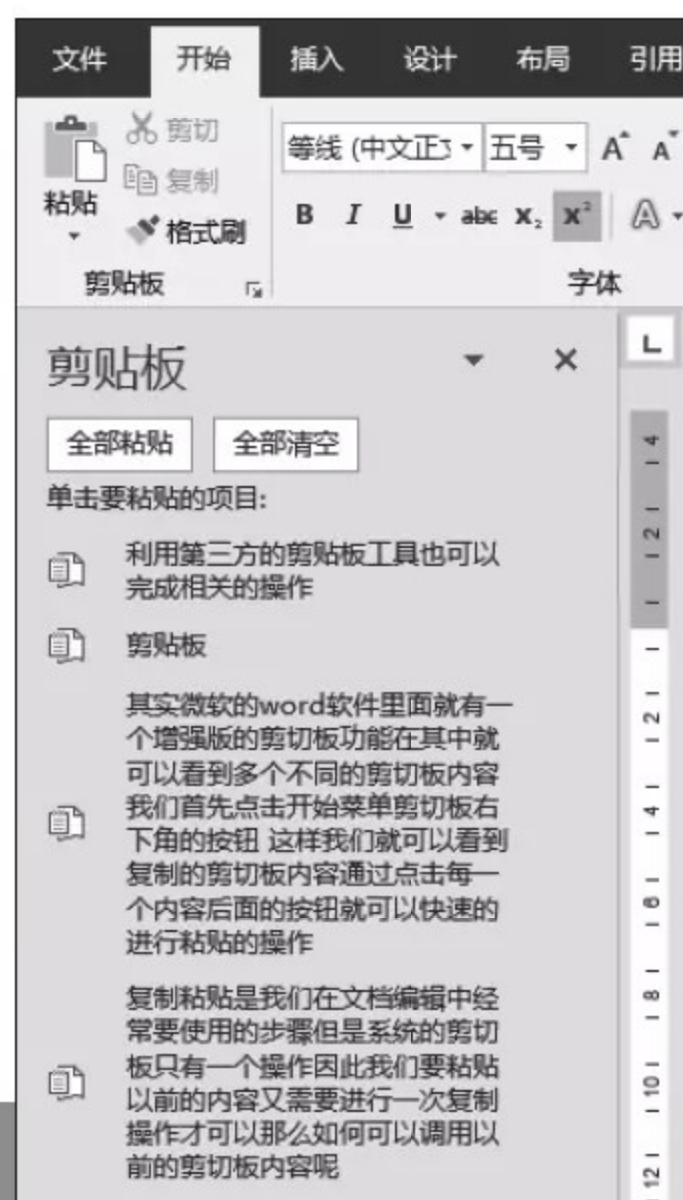 文件 开始 插入 设计 布局 引用
剪切
等线 (中文正 五号 A A
复制
粘贴
格式刷
B I U abc X₂ X² A
剪贴板 字体
剪贴板
L
全部粘贴 全部清空
单击要粘贴的项目:
利用第三方的剪贴板工具也可以
完成相关的操作
剪贴板
其实微软的word软件里面就有一
个增强版的剪切板功能在其中就
可以看到多个不同的剪切板内容
我们首先点击开始菜单剪切板右
下角的按钮 这样我们就可以看到
复制的剪切板内容通过点击每一
个内容后面的按钮就可以快速的
进行粘贴的操作
复制粘贴是我们在文档编辑中经
常要使用的步骤但是系统的剪切
板只有一个操作因此我们要粘贴
以前的内容又需要进行一次复制
操作才可以那么如何可以调用以
前的剪切板内容呢
4
2
2
4
6
8
10
12